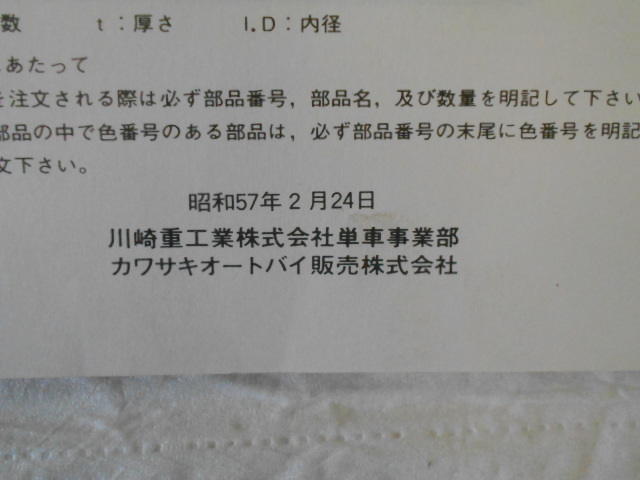 数 t：厚さ I.D：内径
あたって
を注文される際は必ず部品番号，部品名，及び数量を明記して下さい
部品の中で色番号のある部品は，必ず部品番号の末尾に色番号を明記
文下さい。
昭和57年2月24日
川崎重工業株式会社単車事業部
カワサキオートバイ販売株式会社